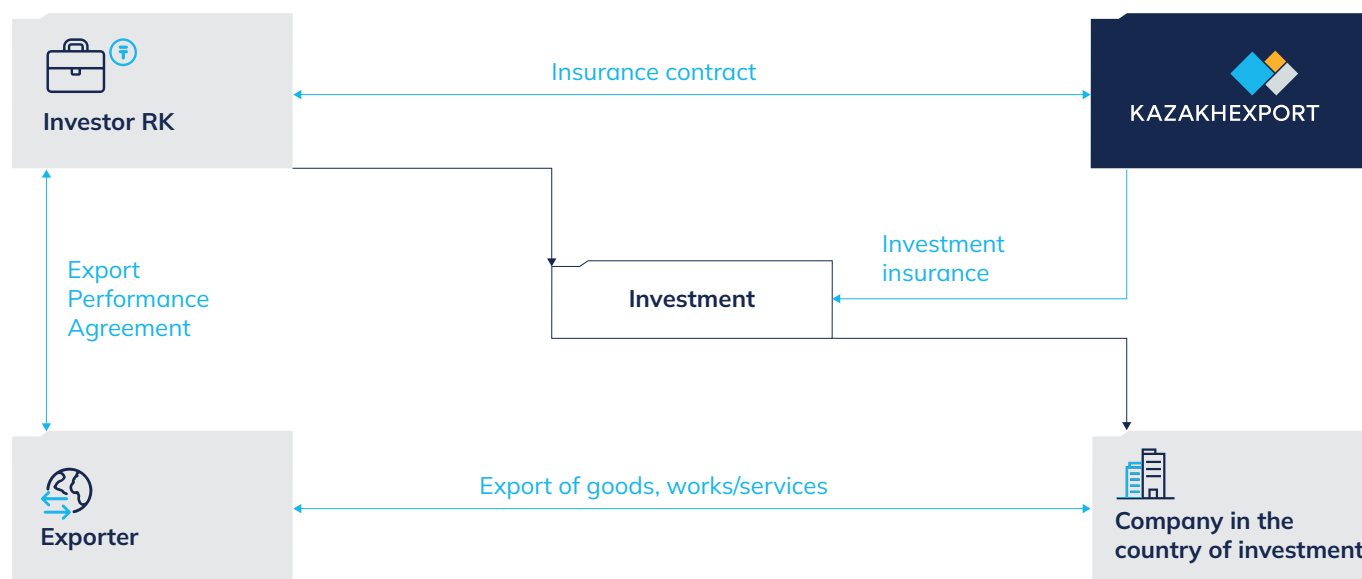 Investor RK
Insurance contract
KAZAKHEXPORT
Export
Performance
Agreement
Investment
Investment
insurance
Exporter
Export of goods, works/services
Company in the
country of investment